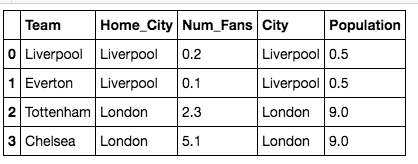 Team Home_City Num_Fans City Population
0 Liverpool Liverpool 0.2 Liverpool 0.5
1 Everton Liverpool 0.1 Liverpool 0.5
2 Tottenham London 2.3 London 9.0
3 Chelsea London 5.1 London 9.0